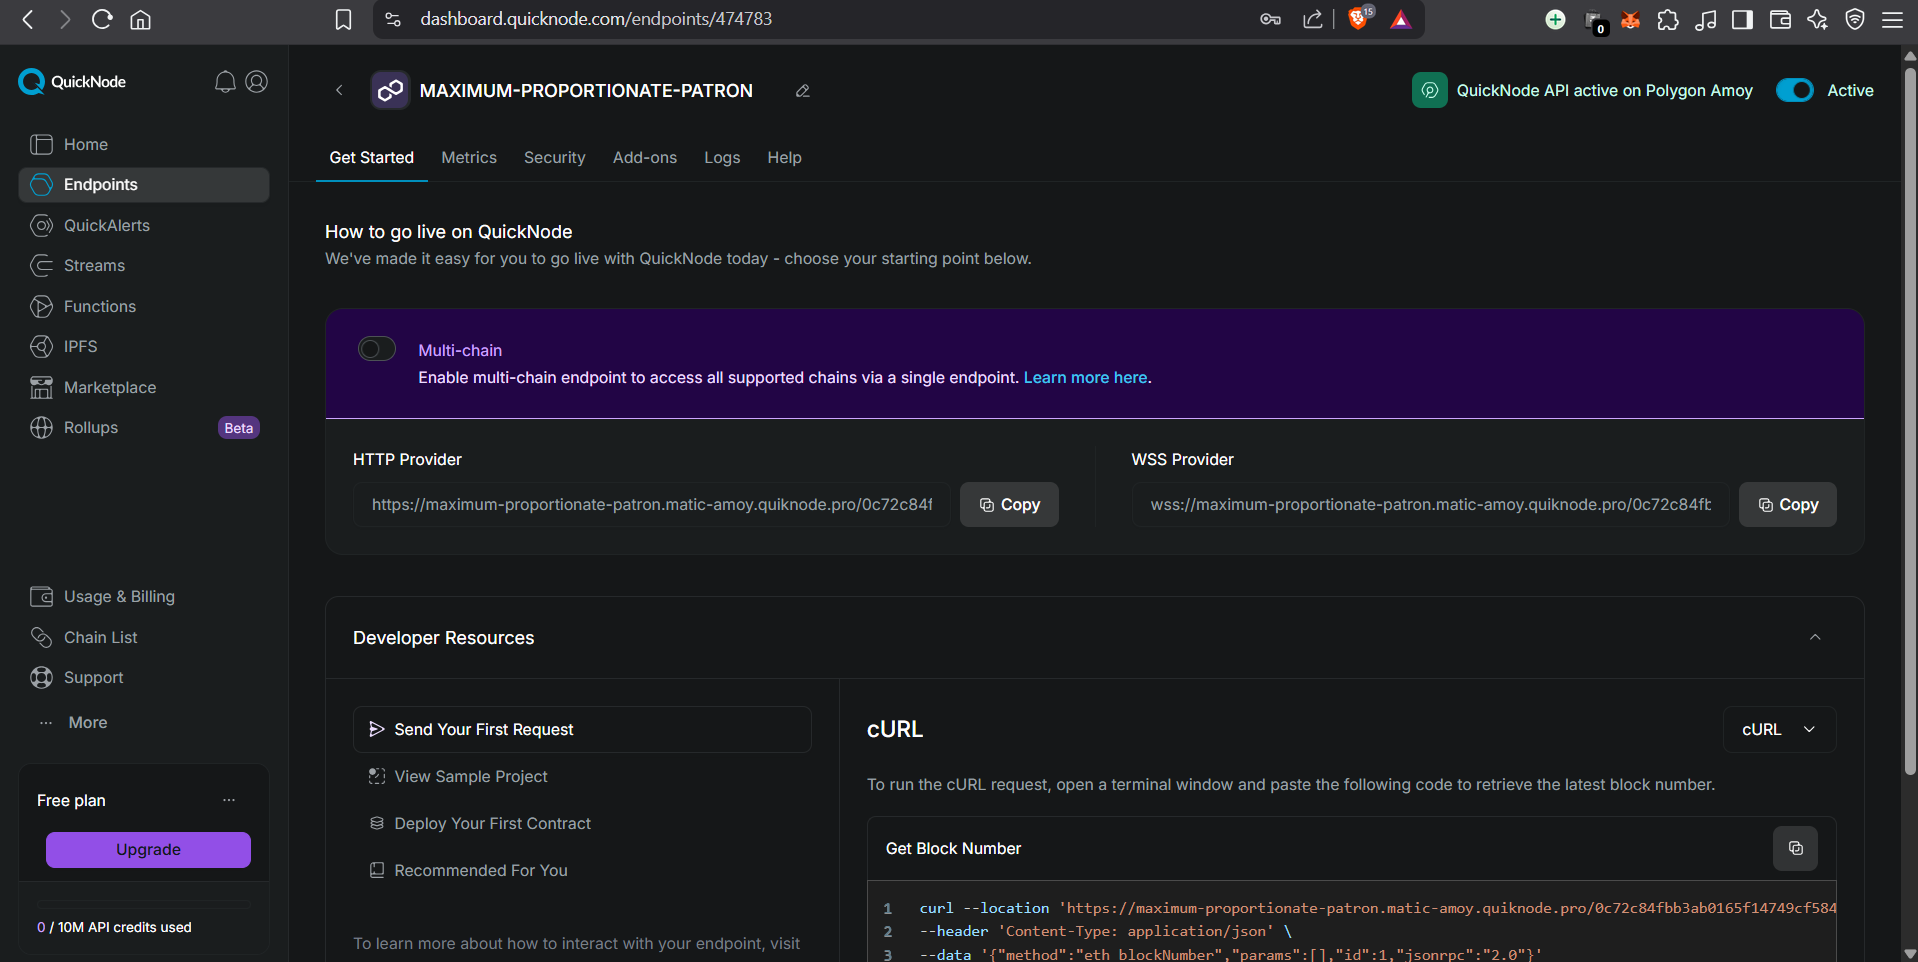 dashboard.quicknode.com/endpoints/474783
15
0
QuickNode
MAXIMUM-PROPORTIONATE-PATRON
QuickNode API active on Polygon Amoy
Active
Home
Endpoints
QuickAlerts
Streams
Functions
IPFS
Marketplace
Rollups
Beta
Usage & Billing
Chain List
Support
··· More
Free plan
···
Upgrade
0 / 10M API credits used
Get Started
Metrics
Security
Add-ons
Logs
Help
How to go live on QuickNode
We've made it easy for you to go live with QuickNode today - choose your starting point below.
Multi-chain
Enable multi-chain endpoint to access all supported chains via a single endpoint. Learn more here.
HTTP Provider
https://maximum-proportionate-patron.matic-amoy.quiknode.pro/0c72c84f
Copy
WSS Provider
wss://maximum-proportionate-patron.matic-amoy.quiknode.pro/0c72c84fb
Copy
Developer Resources
Send Your First Request
View Sample Project
Deploy Your First Contract
Recommended For You
To learn more about how to interact with your endpoint, visit
cURL
cURL
To run the cURL request, open a terminal window and paste the following code to retrieve the latest block number.
Get Block Number
1 curl --location 'https://maximum-proportionate-patron.matic-amoy.quiknode.pro/0c72c84fbb3ab0165f14749cf584
2 --header 'Content-Type: application/json' \
3 --data '{"method":"eth_blockNumber","params":[],"id":1,"jsonrpc":"2.0"}'